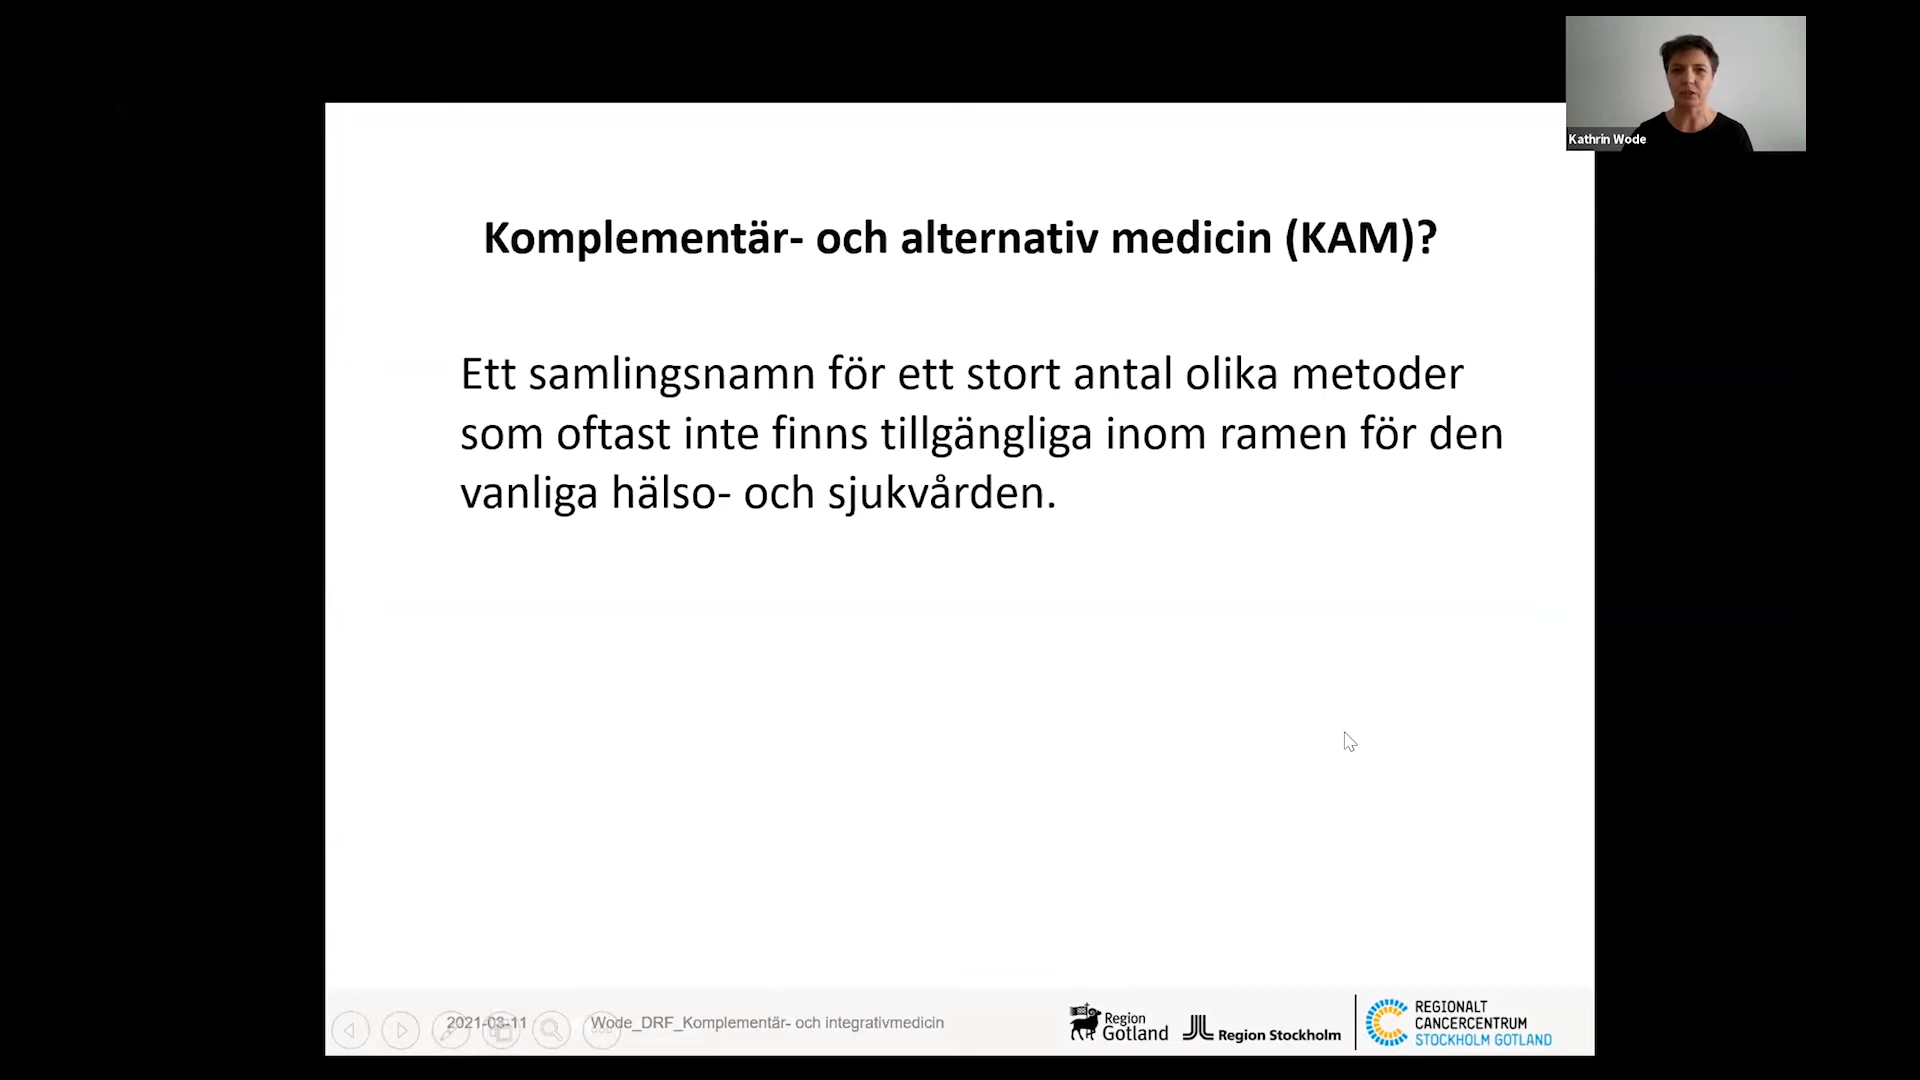 Kathrin Wode
Komplementär- och alternativ medicin (KAM)?
Ett samlingsnamn för ett stort antal olika metoder
som oftast inte finns tillgängliga inom ramen för den
vanliga hälso- och sjukvården.
2021-03-11
Wode_DRF_Komplementär- och integrativmedicin
Region
Gotland
Region Stockholm
REGIONALT
CANCERCENTRUM
STOCKHOLM GOTLAND